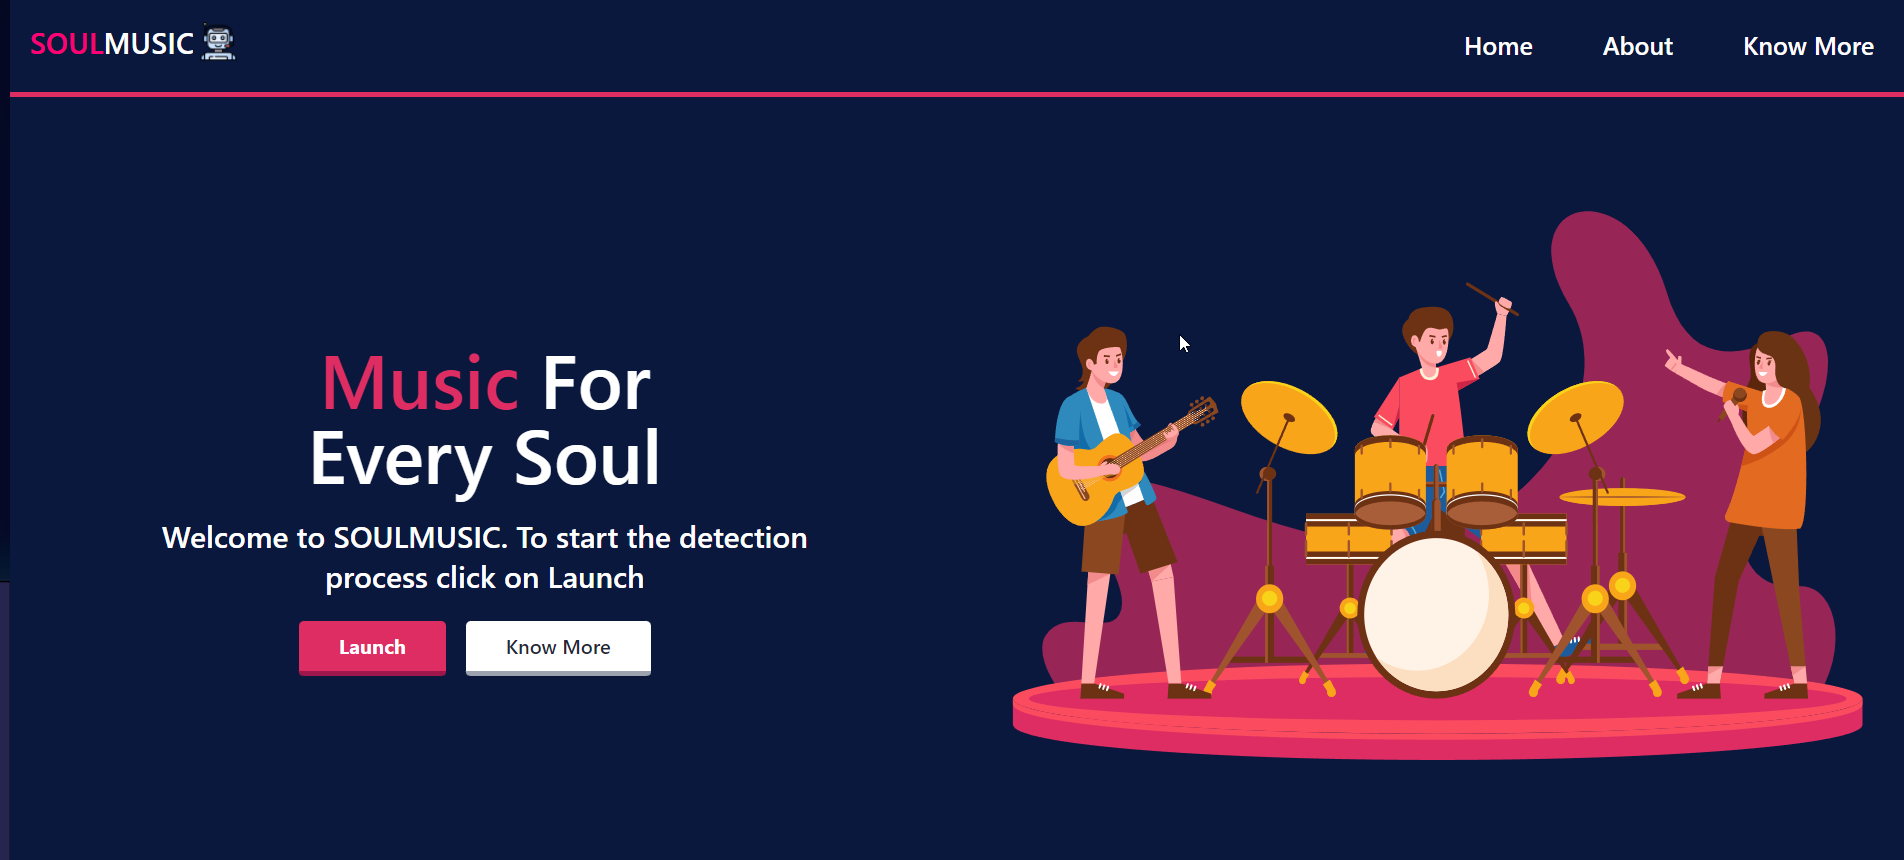 SOULMUSIC
Home
About
Know More
Music For
Every Soul
Welcome to SOULMUSIC. To start the detection
process click on Launch
Launch
Know More